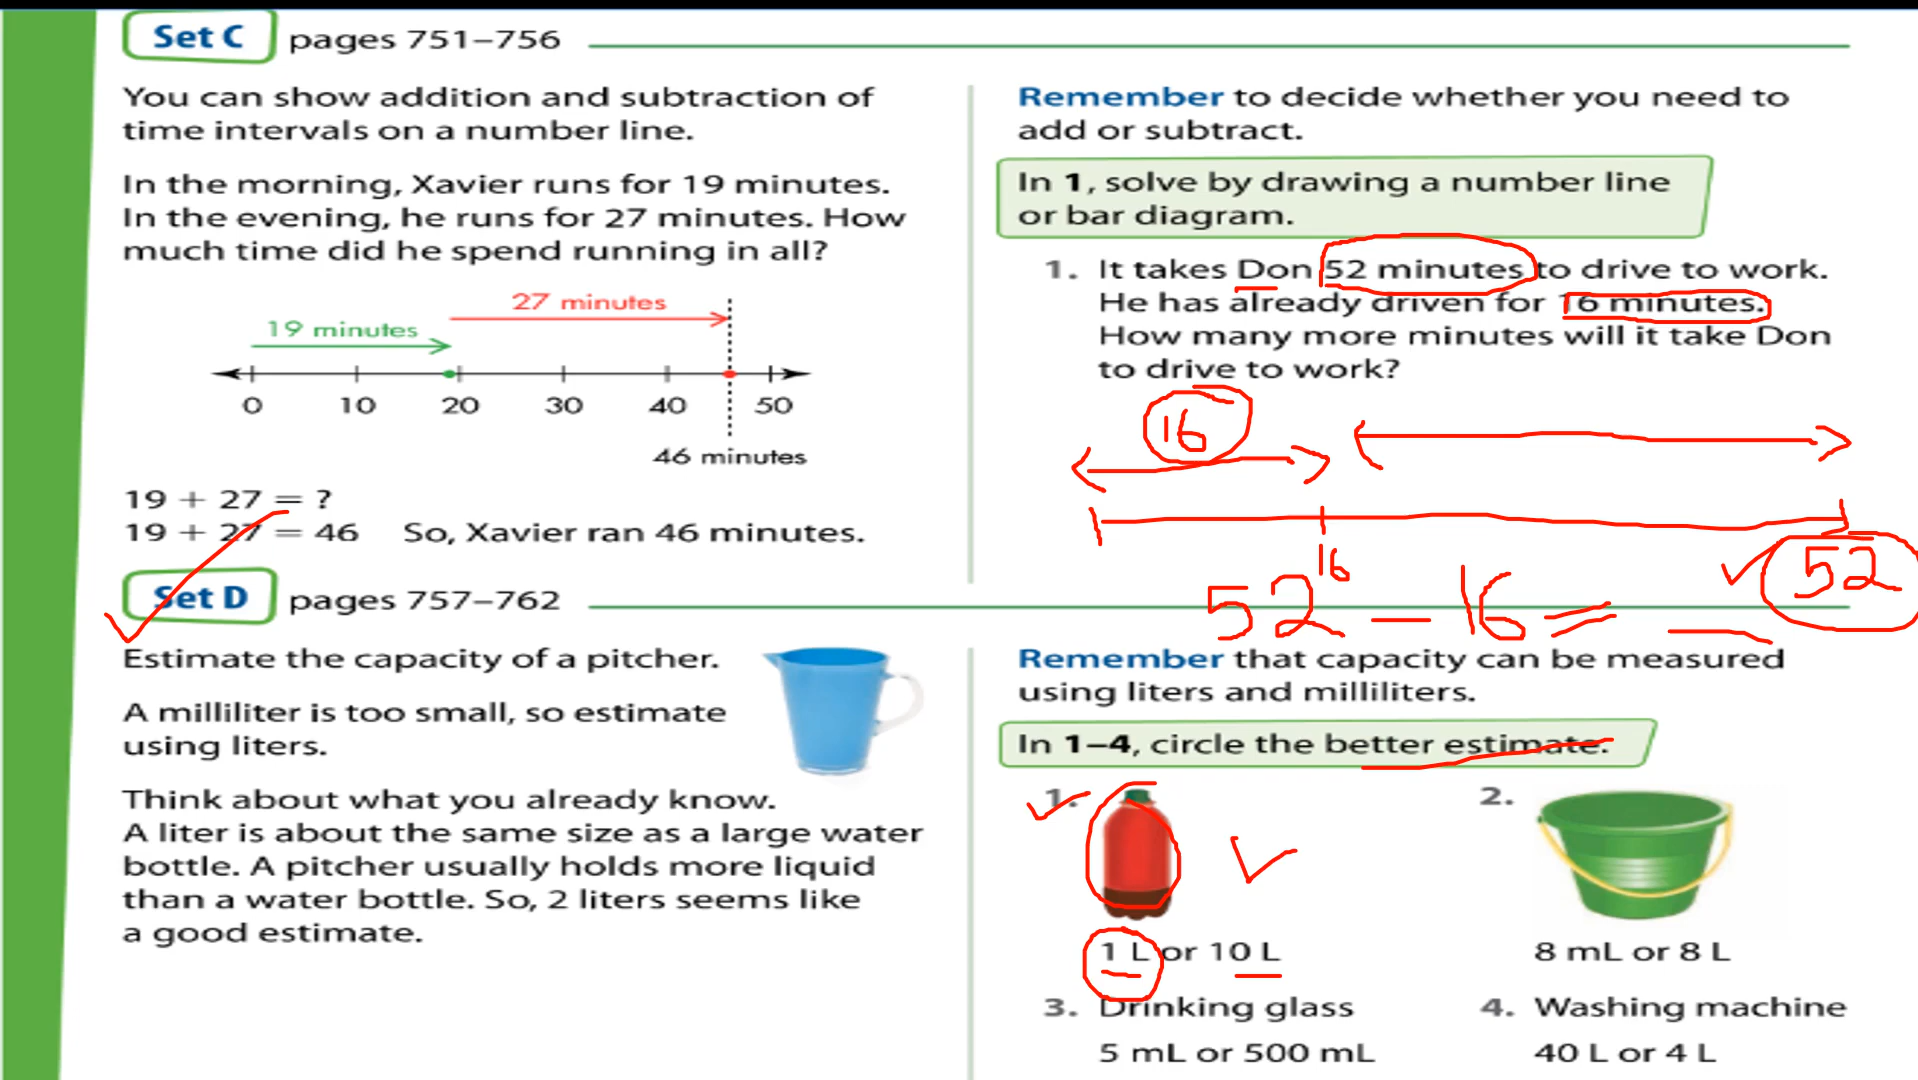 Set C pages 751–756
You can show addition and subtraction of
time intervals on a number line.
In the morning, Xavier runs for 19 minutes.
In the evening, he runs for 27 minutes. How
much time did he spend running in all?
27 minutes
19 minutes
0 10 20 30 40 50
46 minutes
19 + 27 = ?
19 + 27 = 46 So, Xavier ran 46 minutes.
Remember to decide whether you need to
add or subtract.
In 1, solve by drawing a number line
or bar diagram.
1. It takes Don 52 minutes to drive to work.
He has already driven for 16 minutes.
How many more minutes will it take Don
to drive to work?
16
16
52
52 – 16 = __
Set D pages 757–762
Estimate the capacity of a pitcher.
A milliliter is too small, so estimate
using liters.
Think about what you already know.
A liter is about the same size as a large water
bottle. A pitcher usually holds more liquid
than a water bottle. So, 2 liters seems like
a good estimate.
Remember that capacity can be measured
using liters and milliliters.
In 1–4, circle the better estimate.
1.
1 L or 10 L
2.
8 mL or 8 L
3. Drinking glass
5 mL or 500 mL
4. Washing machine
40 L or 4 L